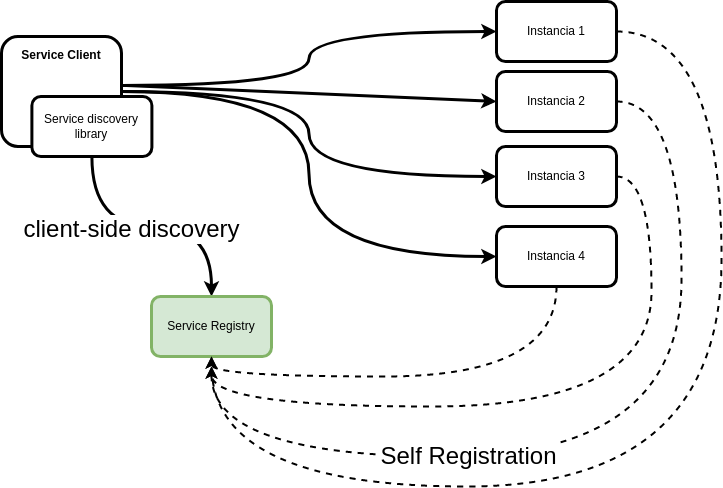 Service Client
Service discovery
library
client-side discovery
Service Registry
Instancia 1
Instancia 2
Instancia 3
Instancia 4
Self Registration